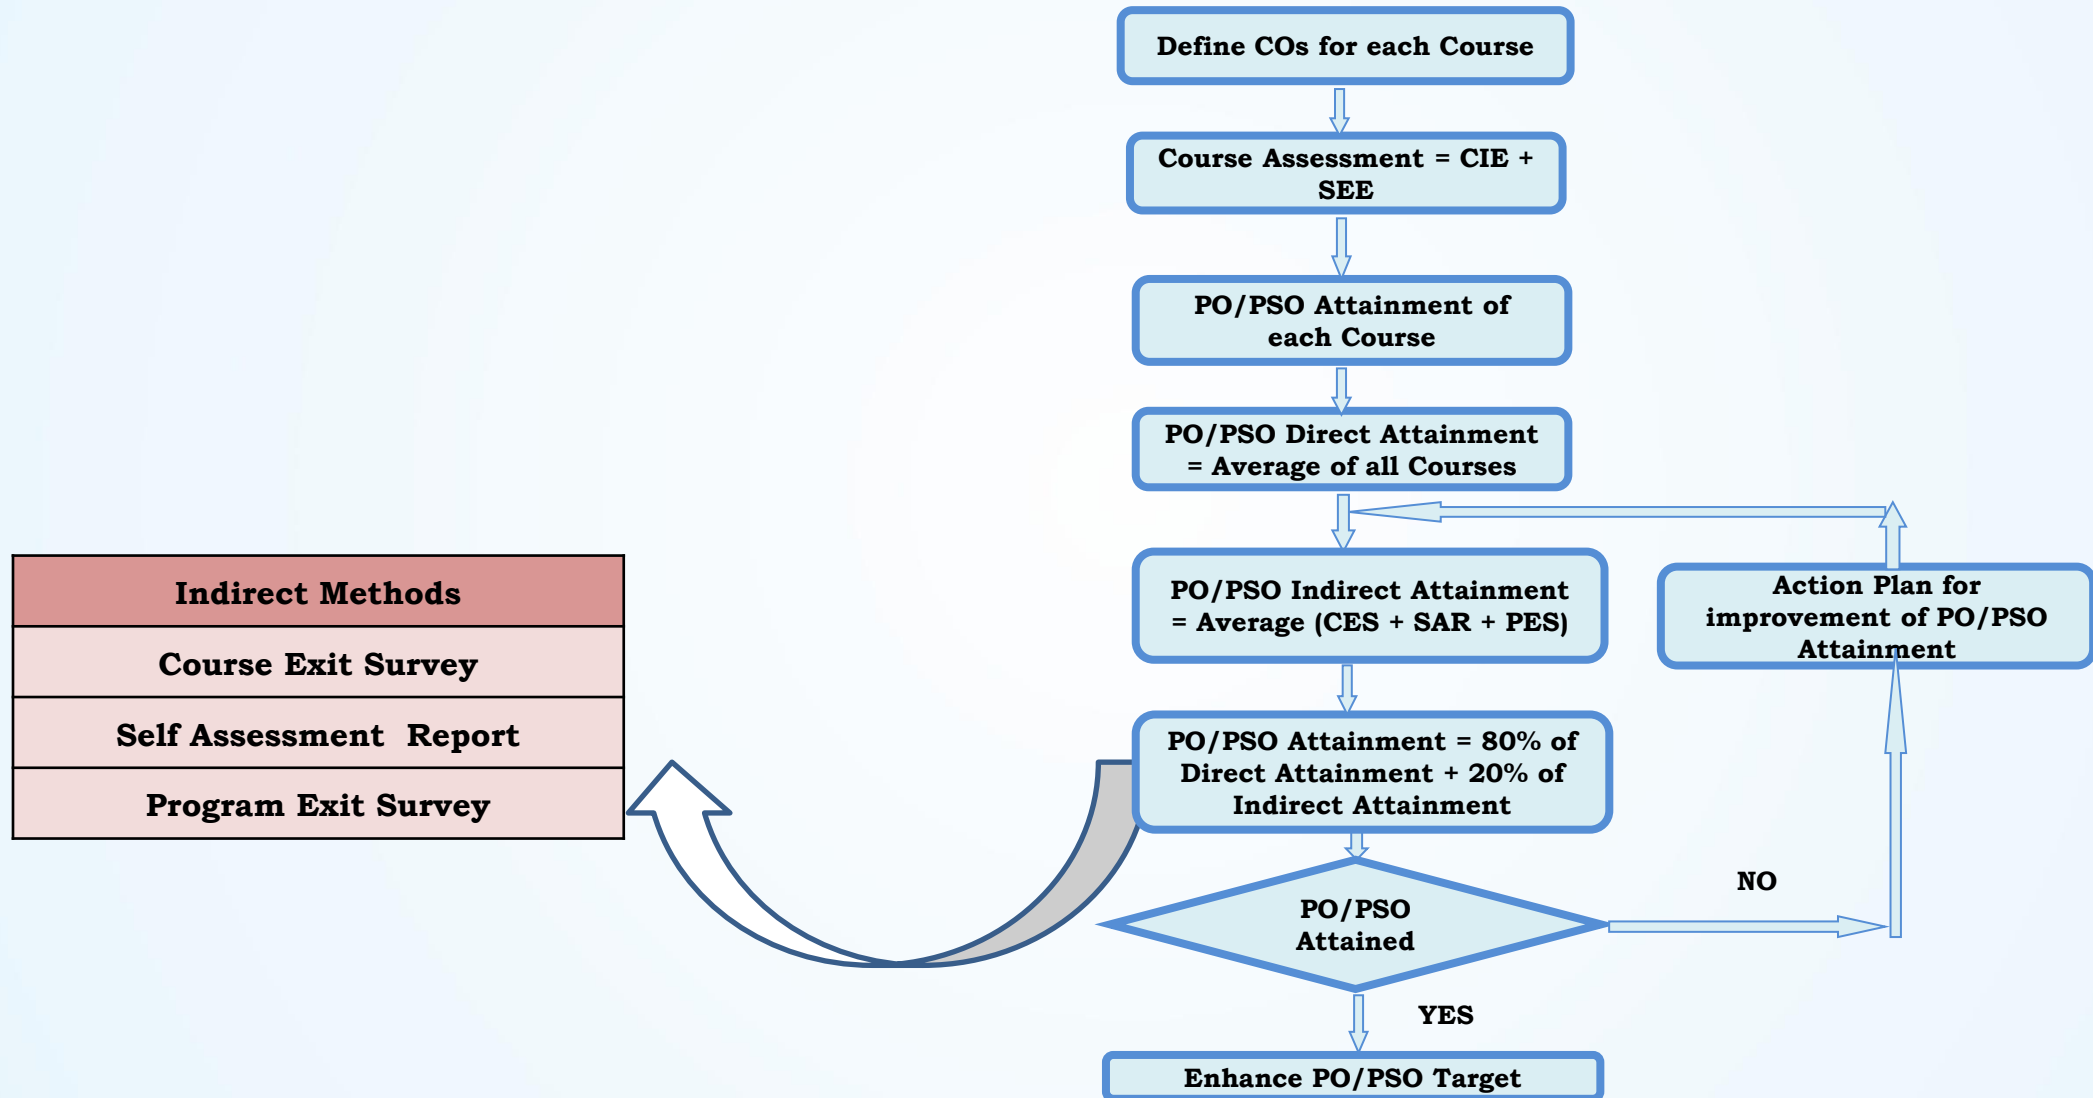 Define COs for each Course
Course Assessment = CIE +
SEE
PO/PSO Attainment of
each Course
PO/PSO Direct Attainment
= Average of all Courses
PO/PSO Indirect Attainment
= Average (CES + SAR + PES)
Action Plan for
improvement of PO/PSO
Attainment
Indirect Methods
Course Exit Survey
Self Assessment  Report
Program Exit Survey
PO/PSO Attainment = 80% of
Direct Attainment + 20% of
Indirect Attainment
PO/PSO
Attained
NO
YES
Enhance PO/PSO Target